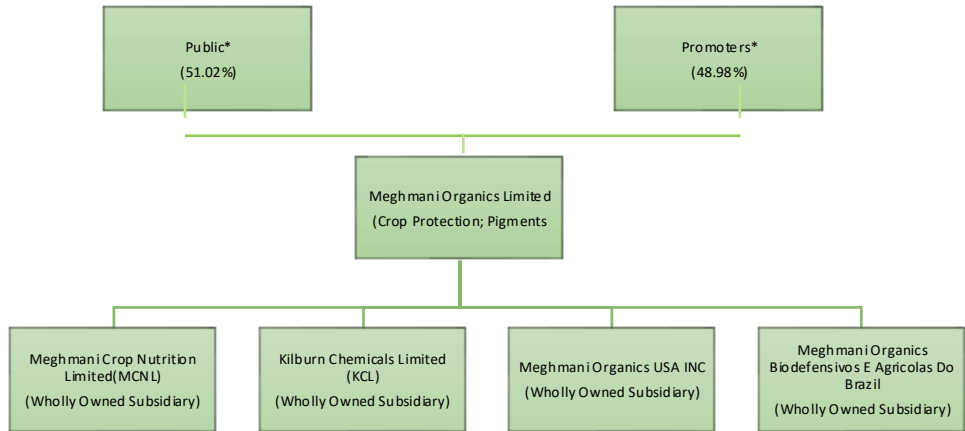 Public*
(51.02%)
Promoters*
(48.98%)
Meghmani Organics Limited
(Crop Protection; Pigments
Meghmani Crop Nutrition
Limited(MCNL)
(Wholly Owned Subsidiary)
Kilburn Chemicals Limited
(KCL)
(Wholly Owned Subsidiary)
Meghmani Organics USA INC
(Wholly Owned Subsidiary)
Meghmani Organics
Biodefensivos E Agricolas Do
Brazil
(Wholly Owned Subsidiary)